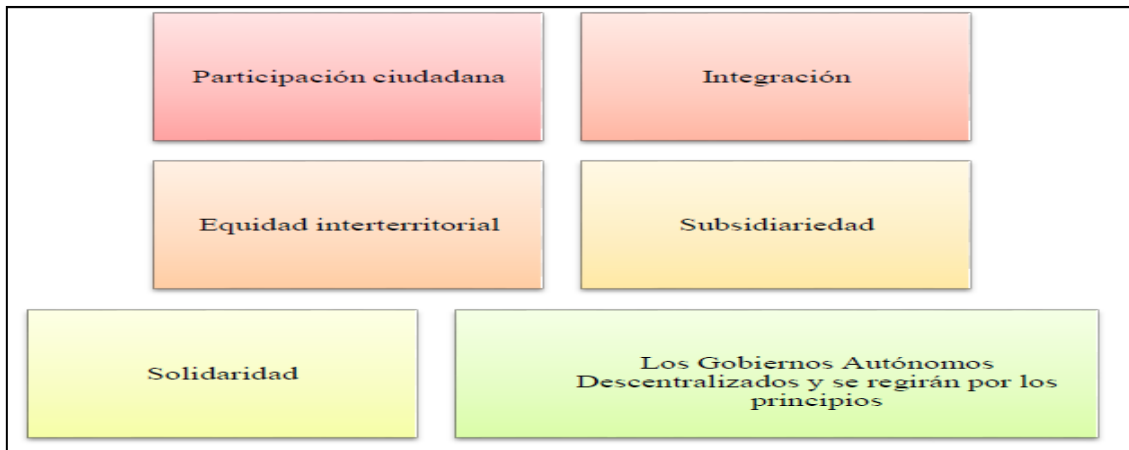 Participación ciudadana
Integración
Equidad interterritorial
Subsidiariedad
Solidaridad
Los Gobiernos Autónomos
Descentralizados y se regirán por los
principios